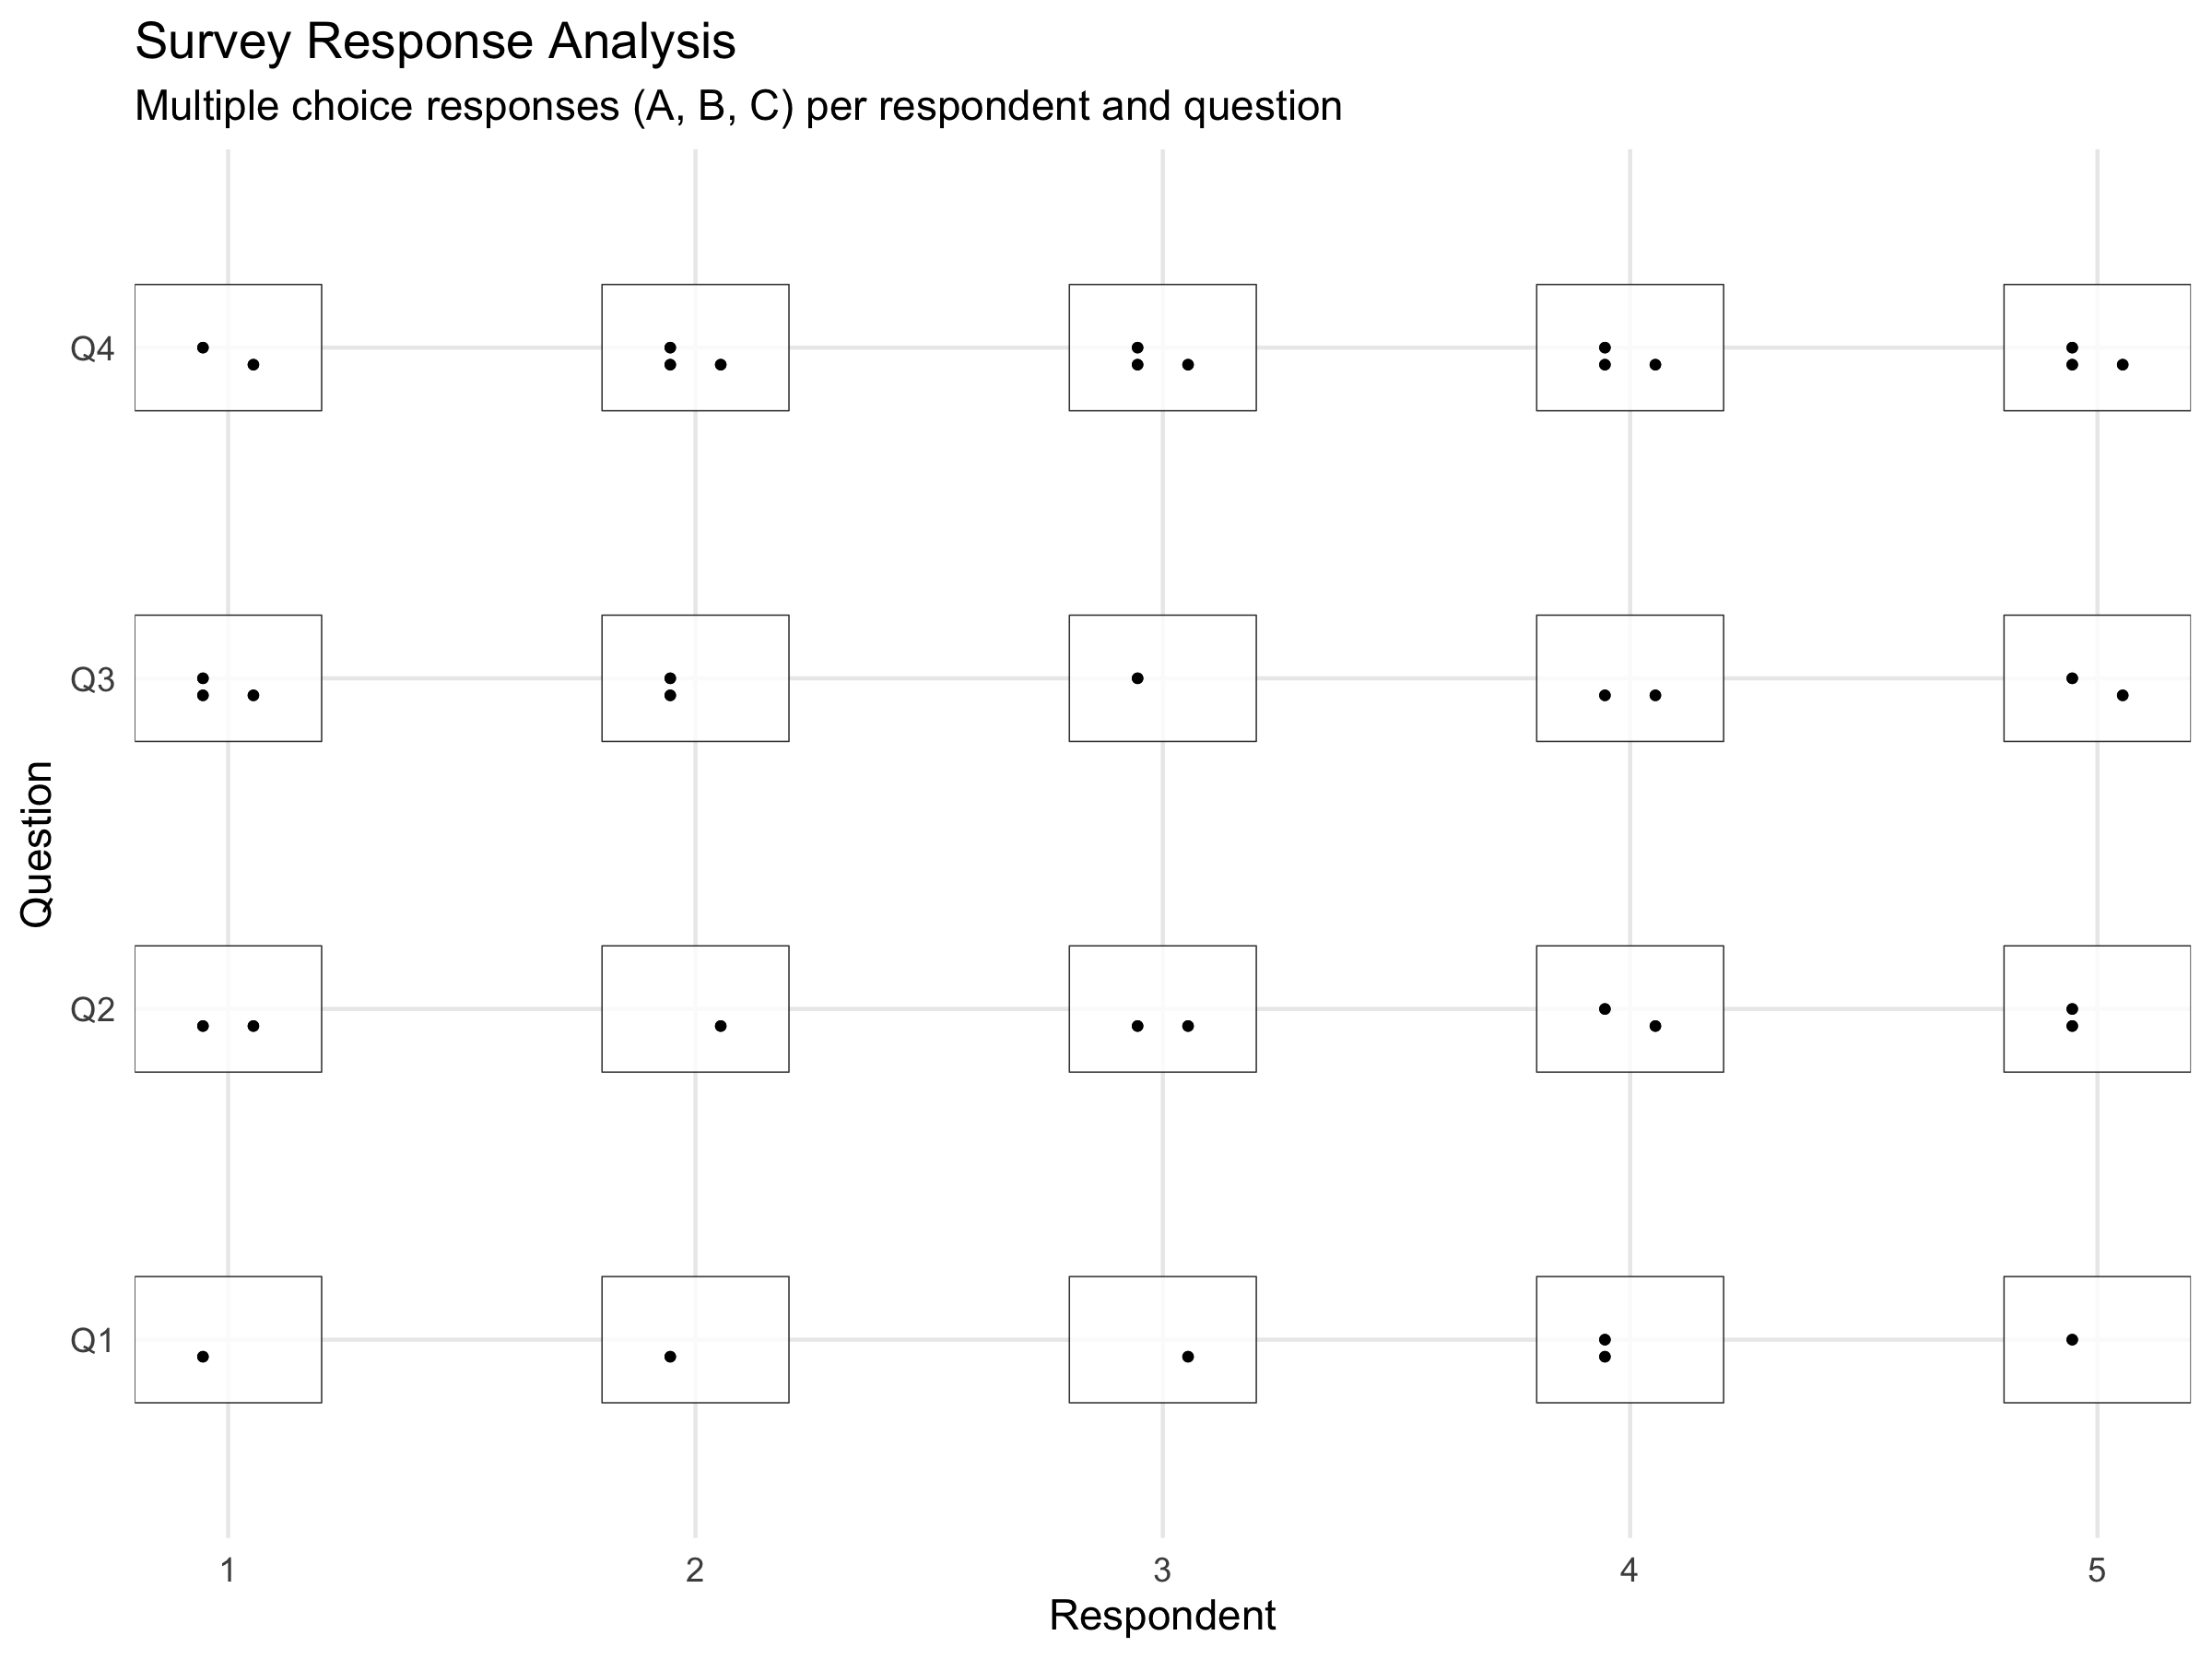 Survey Response Analysis
Multiple choice responses (A, B, C) per respondent and question
Question
Q4
Q3
Q2
Q1
1 2 3 4 5
Respondent